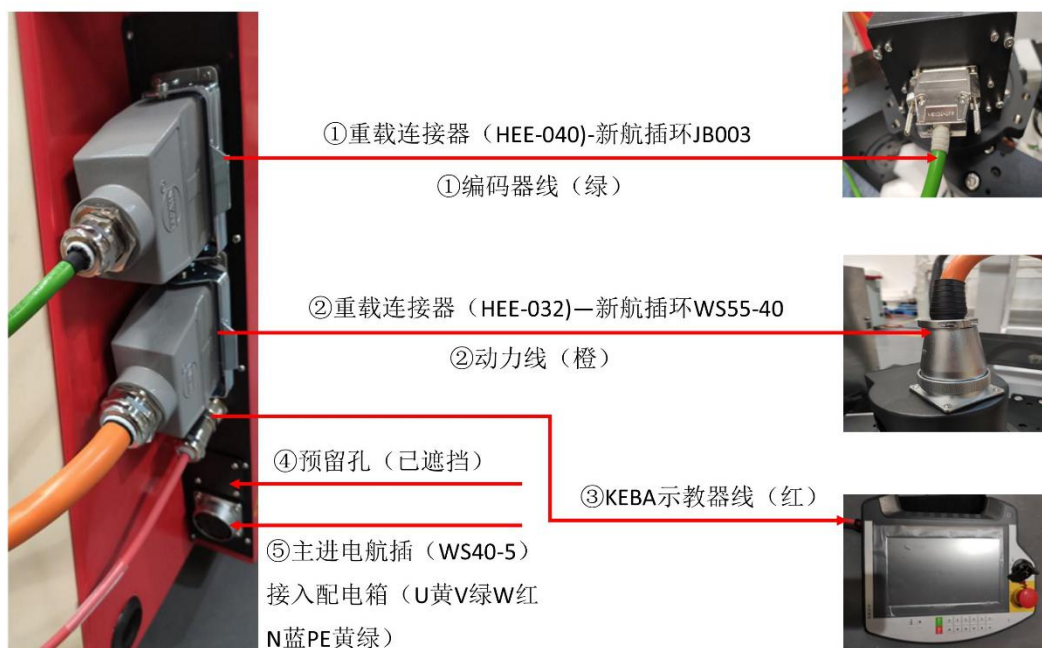 ①重载连接器（HEE-040)-新航插环JB003
①编码器线（绿）
②重载连接器（HEE-032)—新航插环WS55-40
②动力线（橙）
④预留孔（已遮挡）
③KEBA示教器线（红）
⑤主进电航插（WS40-5）
接入配电箱（U黄V绿W红
N蓝PE黄绿）